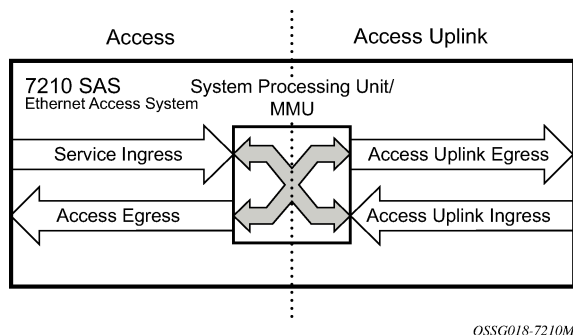 Access
Access Uplink
7210 SAS
Ethernet Access System
System Processing Unit/
MMU
Service Ingress
Access Uplink Egress
Access Egress
Access Uplink Ingress
OSSG018-7210M